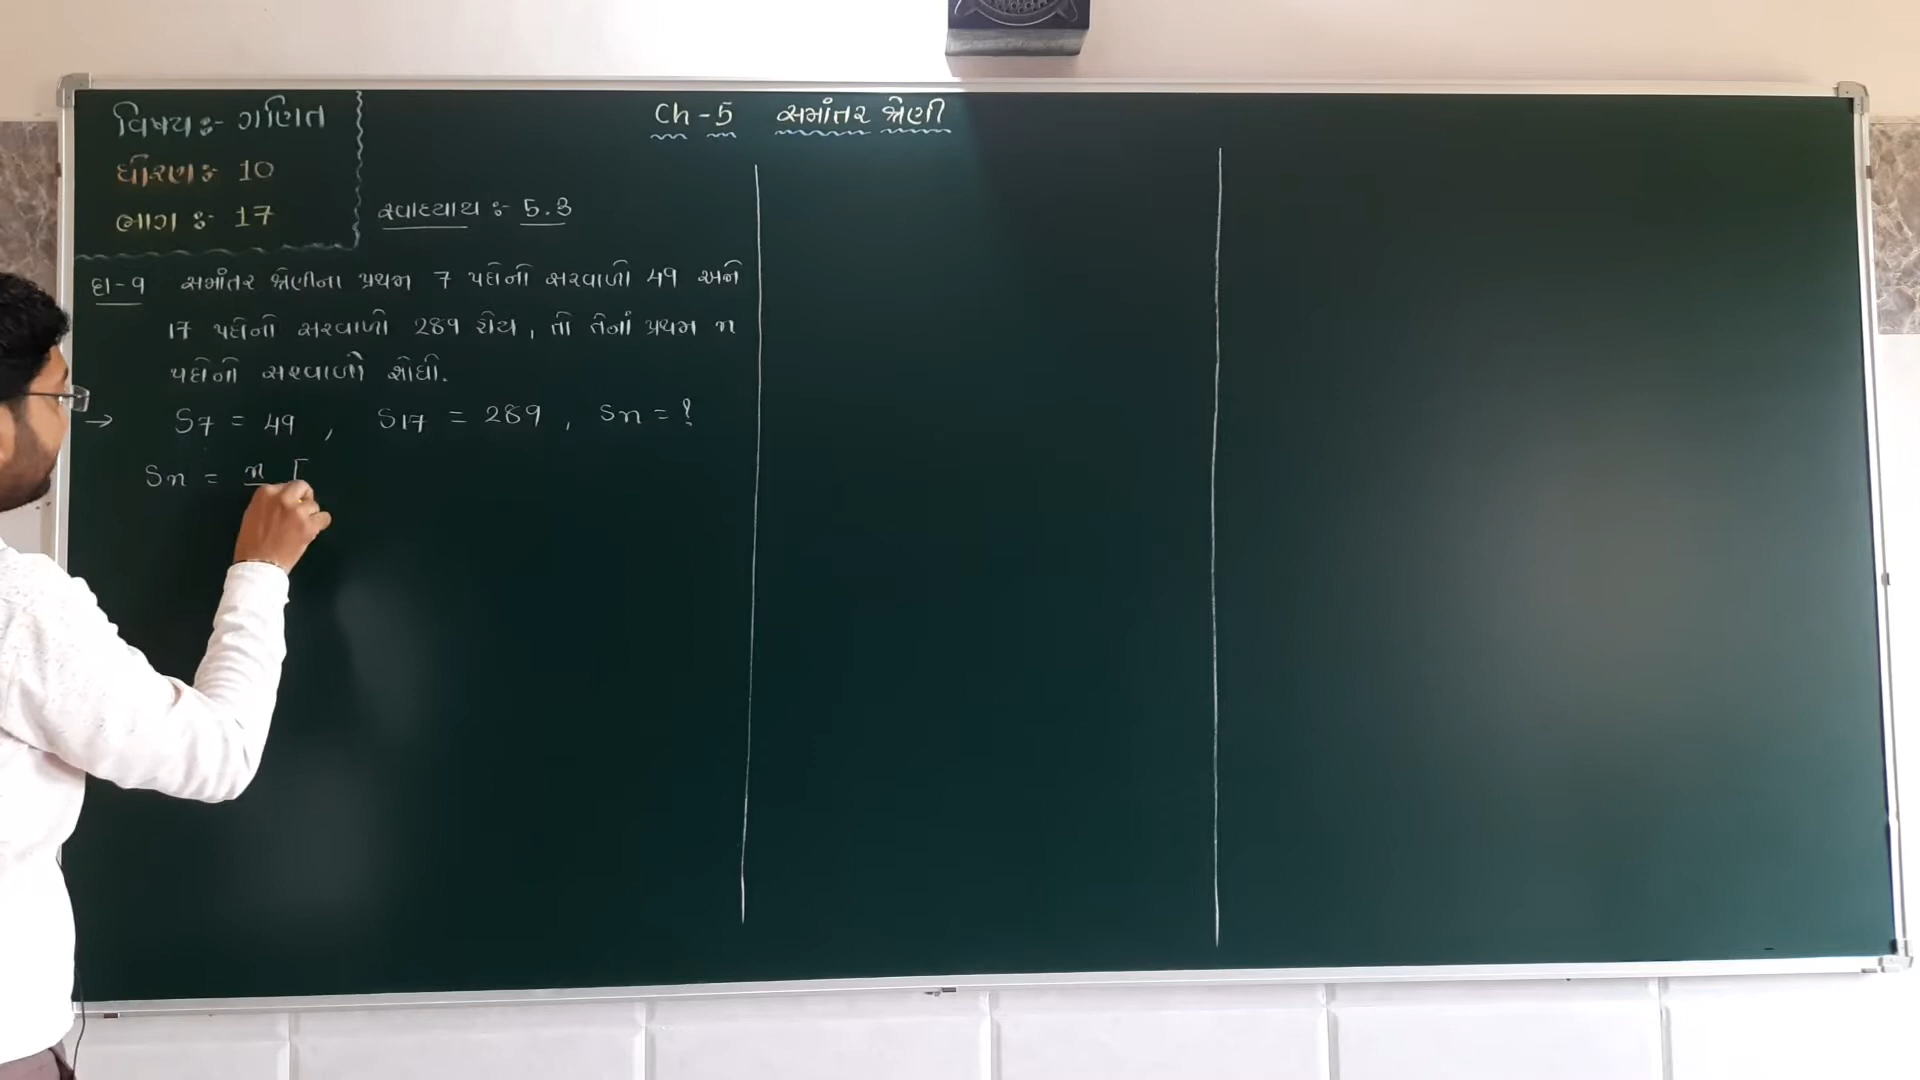 વિષય :- ગણિત
ધોરણ :- 10
ભાગ :- 17
Ch - 5 સમાંતર શ્રેણી
સ્વાધ્યાય :- 5.3
દા-9 સમાંતર શ્રેણીના પ્રથમ 7 પદોનો સરવાળો 49 અને
17 પદોનો સરવાળો 289 હોય, તો તેનાં પ્રથમ n
પદોનો સરવાળો શોધો.
→ S7 = 49 , S17 = 289 , Sn = ?
Sn = n [